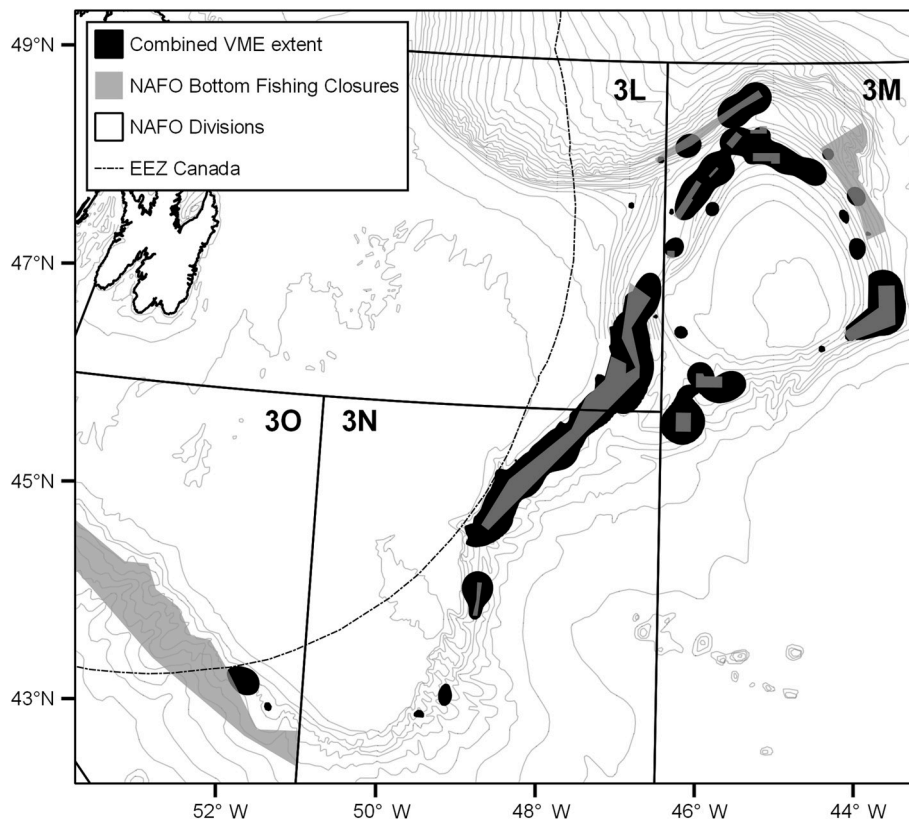 49°N
47°N
45°N
43°N
Combined VME extent
NAFO Bottom Fishing Closures
NAFO Divisions
EEZ Canada
3L
3M
3O
3N
52° W
50° W
48° W
46° W
44° W